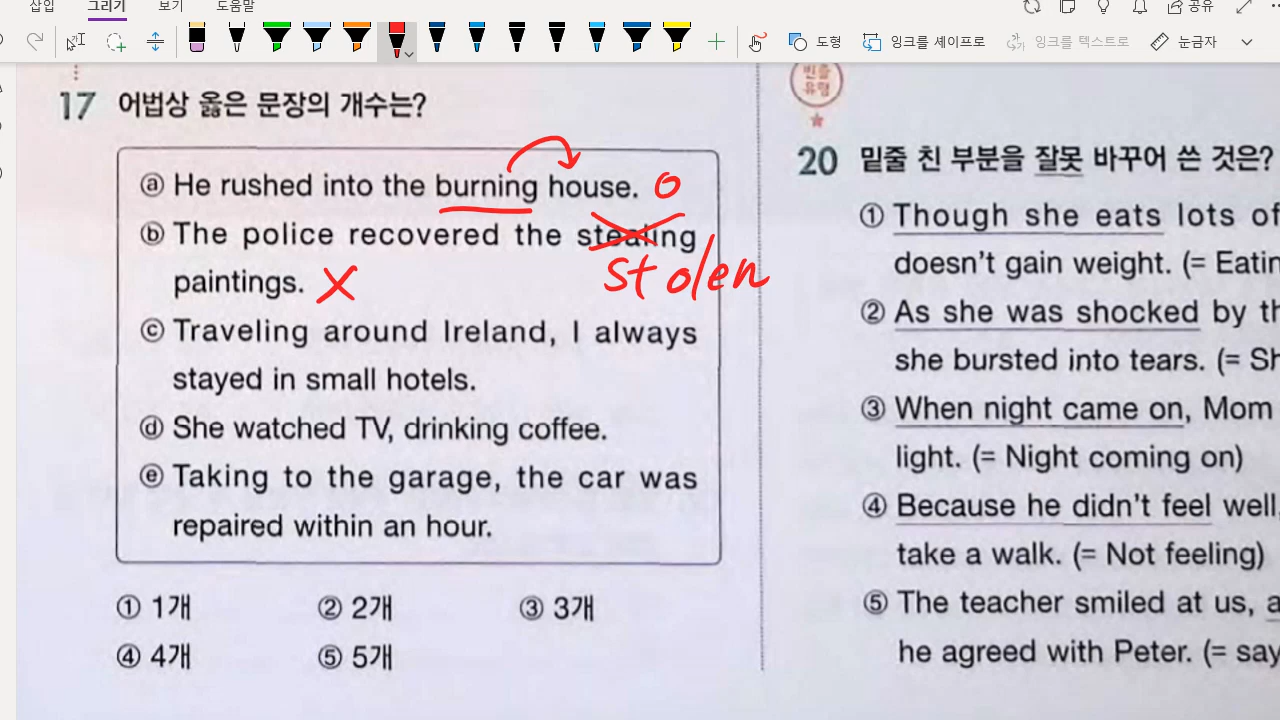 삽입 그리기 보기 도움말
공유
도형 잉크를 셰이프로 잉크를 텍스트로 눈금자
17 어법상 옳은 문장의 개수는?
ⓐ He rushed into the burning house. O
ⓑ The police recovered the stealing
stolen
paintings. X
ⓒ Traveling around Ireland, I always
stayed in small hotels.
ⓓ She watched TV, drinking coffee.
ⓔ Taking to the garage, the car was
repaired within an hour.
① 1개 ② 2개 ③ 3개
④ 4개 ⑤ 5개
빈출
유형
20 밑줄 친 부분을 잘못 바꾸어 쓴 것은?
① Though she eats lots of
doesn't gain weight. (= Eatin
② As she was shocked by th
she bursted into tears. (= Sh
③ When night came on, Mom
light. (= Night coming on)
④ Because he didn't feel well,
take a walk. (= Not feeling)
⑤ The teacher smiled at us, a
he agreed with Peter. (= say